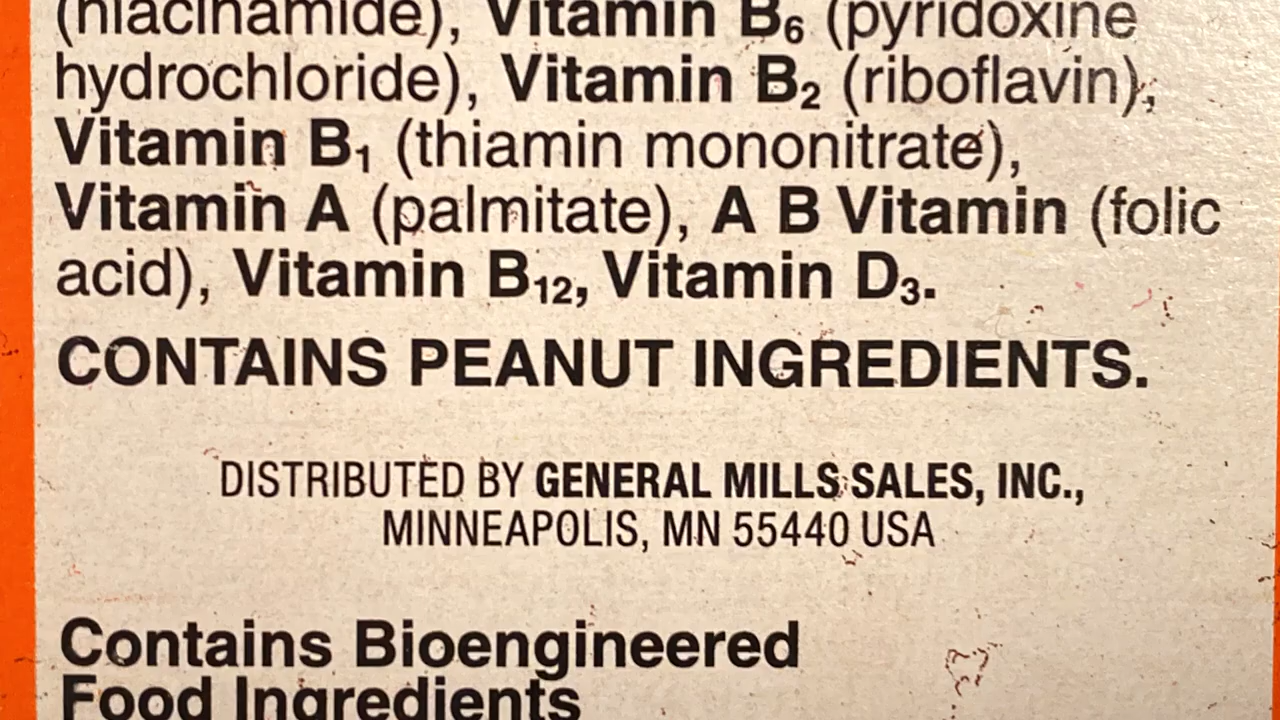 (niacinamide), Vitamin B₆ (pyridoxine
hydrochloride), Vitamin B₂ (riboflavin),
Vitamin B₁ (thiamin mononitrate),
Vitamin A (palmitate), A B Vitamin (folic
acid), Vitamin B₁₂, Vitamin D₃.
CONTAINS PEANUT INGREDIENTS.
DISTRIBUTED BY GENERAL MILLS SALES, INC.,
MINNEAPOLIS, MN 55440 USA
Contains Bioengineered
Food Ingredients